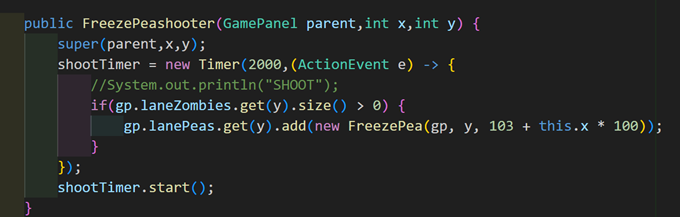 public FreezePeashooter(GamePanel parent,int x,int y) {
super(parent,x,y);
shootTimer = new Timer(2000,(ActionEvent e) -> {
//System.out.println("SHOOT");
if(gp.laneZombies.get(y).size() > 0) {
gp.lanePeas.get(y).add(new FreezePea(gp, y, 103 + this.x * 100));
}
});
shootTimer.start();
}